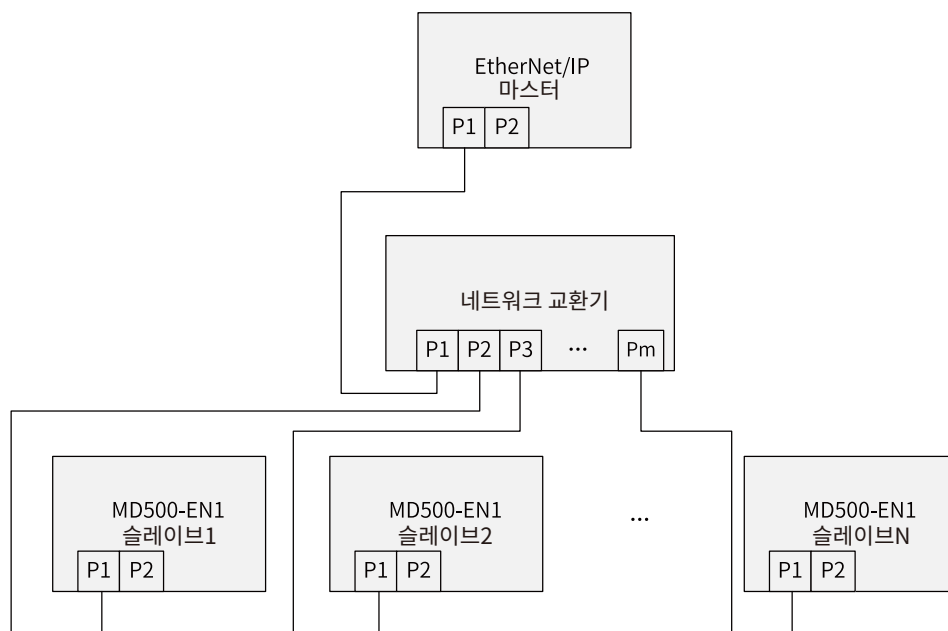 EtherNet/IP
마스터
P1 P2
네트워크 교환기
P1 P2 P3 ... Pm
MD500-EN1
슬레이브1
P1 P2
MD500-EN1
슬레이브2
P1 P2
...
MD500-EN1
슬레이브N
P1 P2